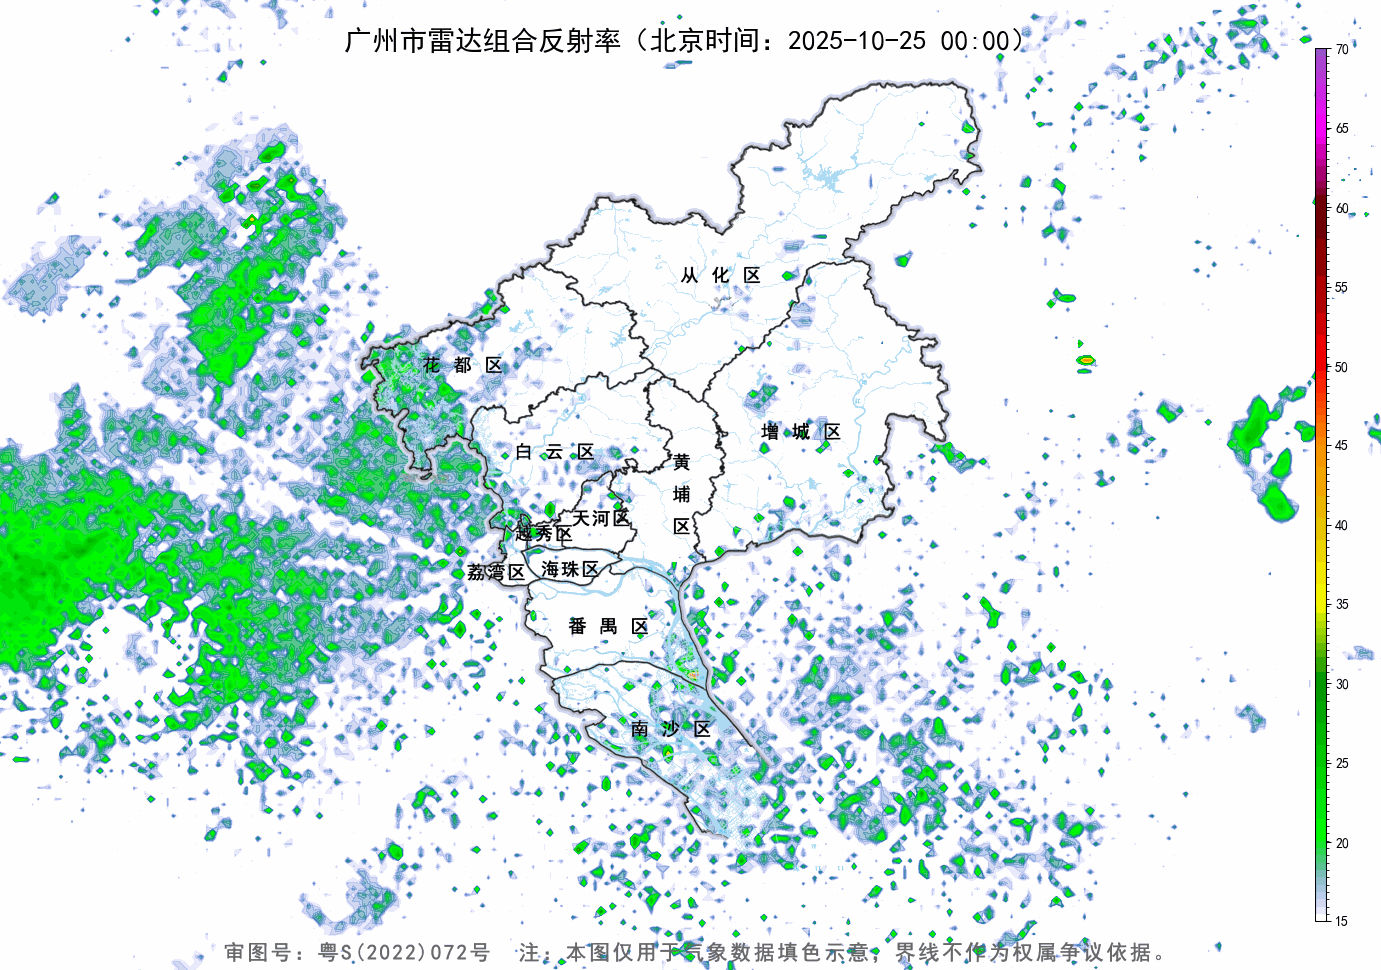 广州市雷达组合反射率（北京时间：2025-10-25 00:00）
70
65
60
55
50
45
40
35
30
25
20
15
从化区
花都区
增城区
白云区
黄埔区
天河区
越秀区
海珠区
荔湾区
番禺区
南沙区
审图号：粤S(2022)072号 注：本图仅用于气象数据填色示意，界线不作为权属争议依据。